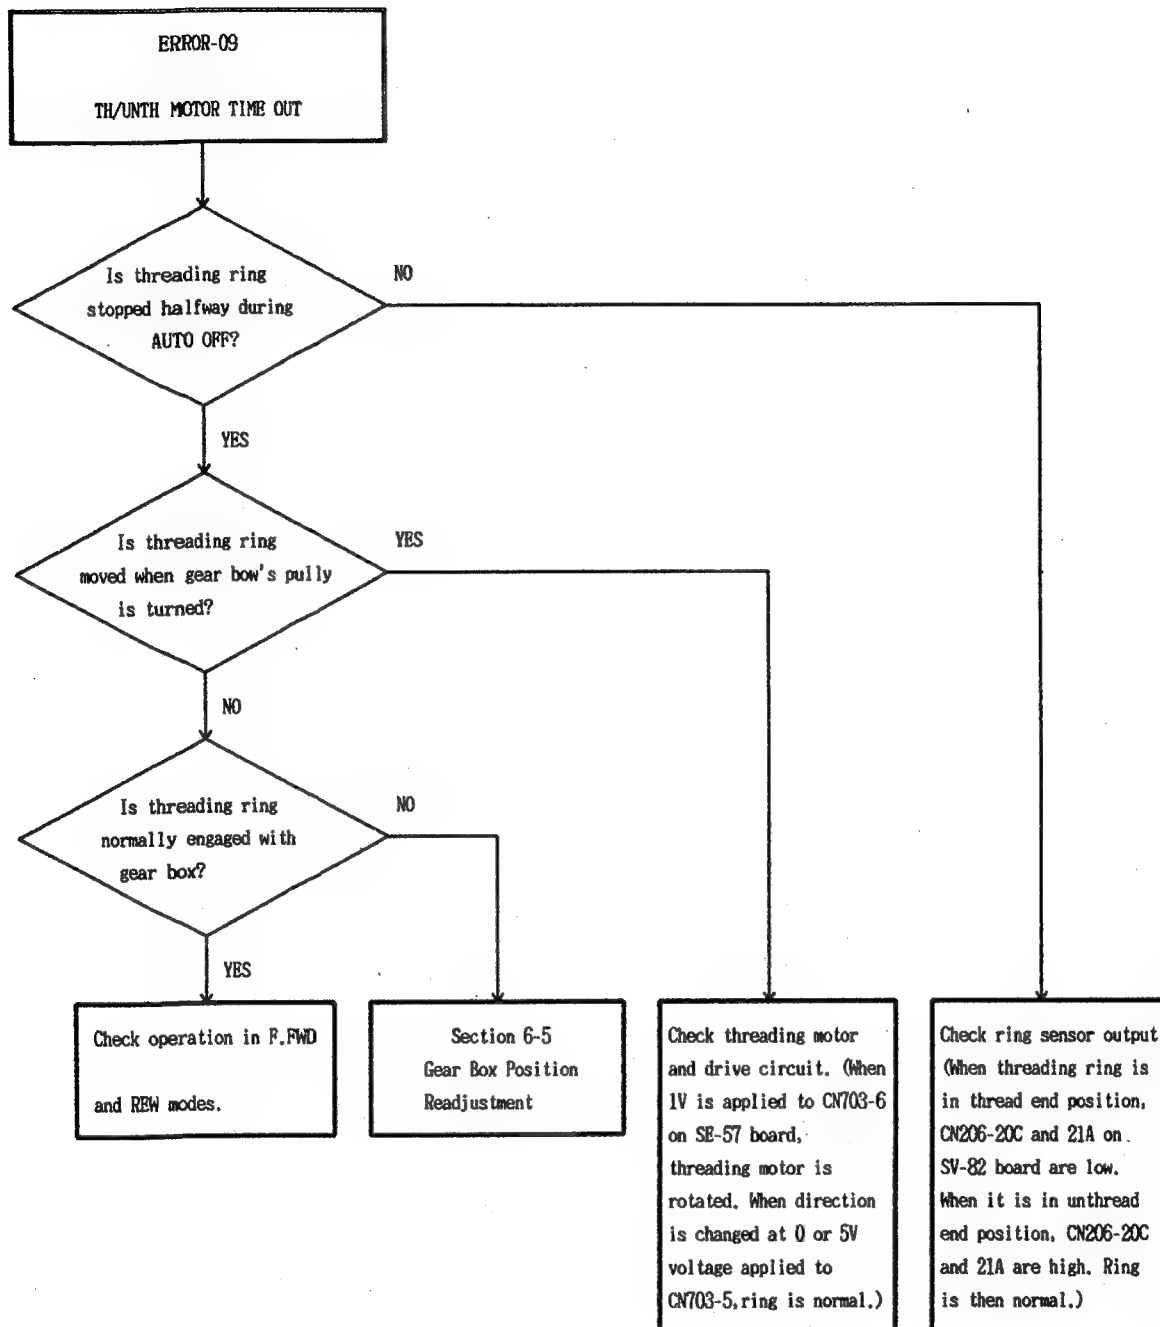 ERROR-09
TH/UNTH MOTOR TIME OUT
Is threading ring
stopped halfway during
AUTO OFF?
NO
YES
Is threading ring
moved when gear bow's pully
is turned?
YES
NO
Is threading ring
normally engaged with
gear box?
NO
YES
Check operation in F.FWD
and REW modes.
Section 6-5
Gear Box Position
Readjustment
Check threading motor
and drive circuit. (When
1V is applied to CN703-6
on SE-57 board,
threading motor is
rotated. When direction
is changed at 0 or 5V
voltage applied to
CN703-5, ring is normal.)
Check ring sensor output
(When threading ring is
in thread end position,
CN206-20C and 21A on
SV-82 board are low.
When it is in unthread
end position, CN206-20C
and 21A are high. Ring
is then normal.)